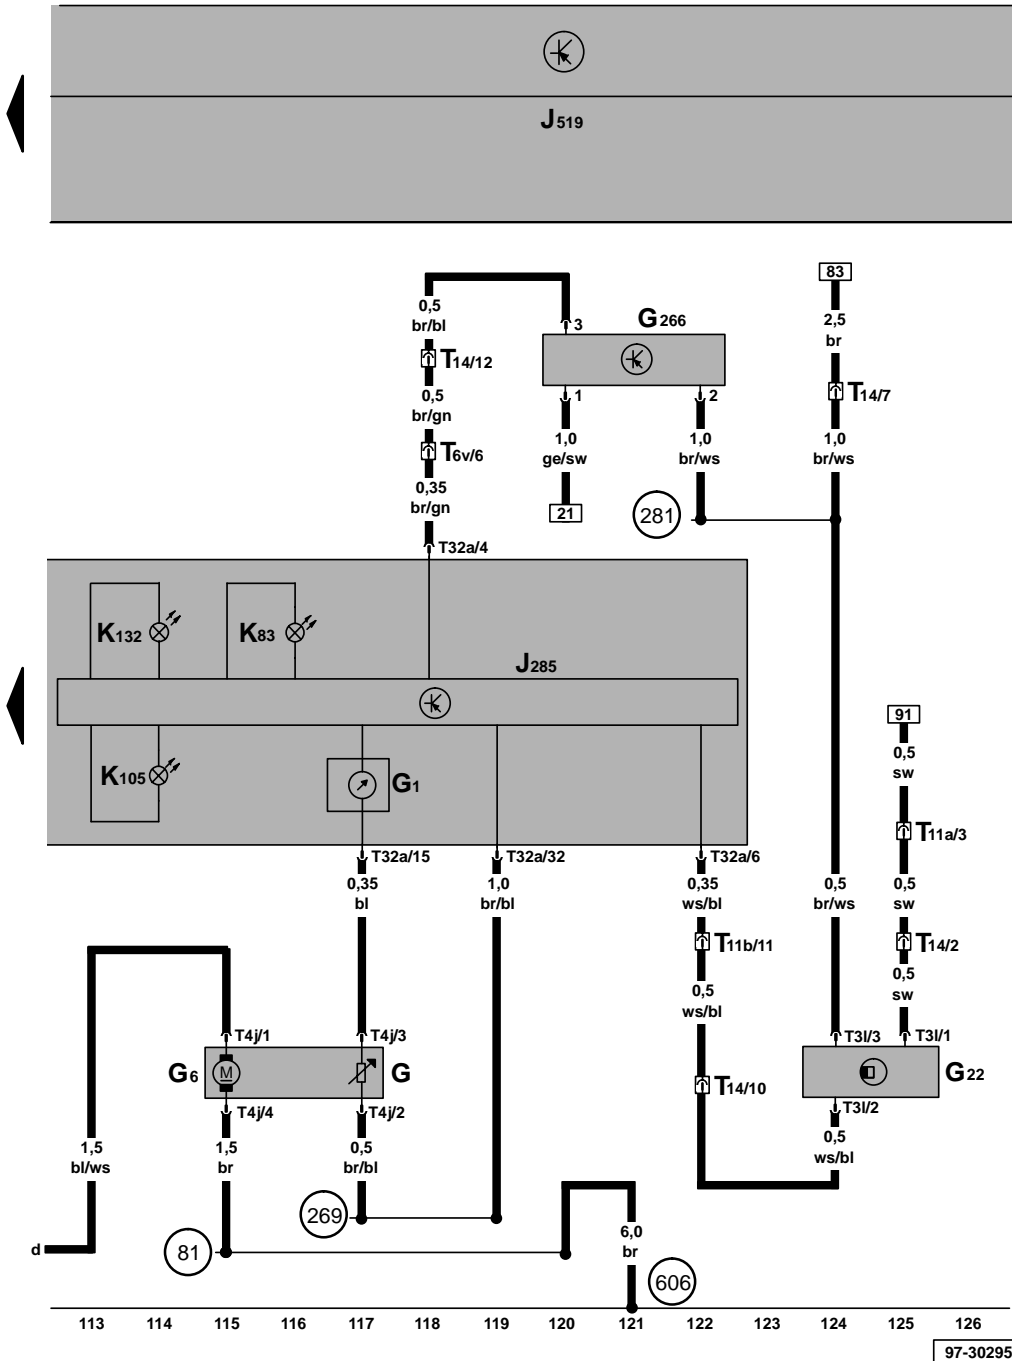 J519
83
0,5
br/bl
3
G266
2,5
br
T14/12
1
2
T14/7
0,5
br/gn
1,0
ge/sw
1,0
br/ws
1,0
br/ws
T6v/6
0,35
br/gn
21
281
T32a/4
K132
K83
J285
91
0,5
sw
K105
G1
T11a/3
T32a/15
T32a/32
T32a/6
0,35
bl
1,0
br/bl
0,35
ws/bl
0,5
br/ws
0,5
sw
T11b/11
T14/2
0,5
ws/bl
0,5
sw
T4j/1
T4j/3
T3l/3
T3l/1
G6
M
G
T14/10
G22
T4j/4
T4j/2
T3l/2
1,5
bl/ws
1,5
br
0,5
br/bl
0,5
ws/bl
269
d
81
6,0
br
606
113 114 115 116 117 118 119 120 121 122 123 124 125 126
97-30295